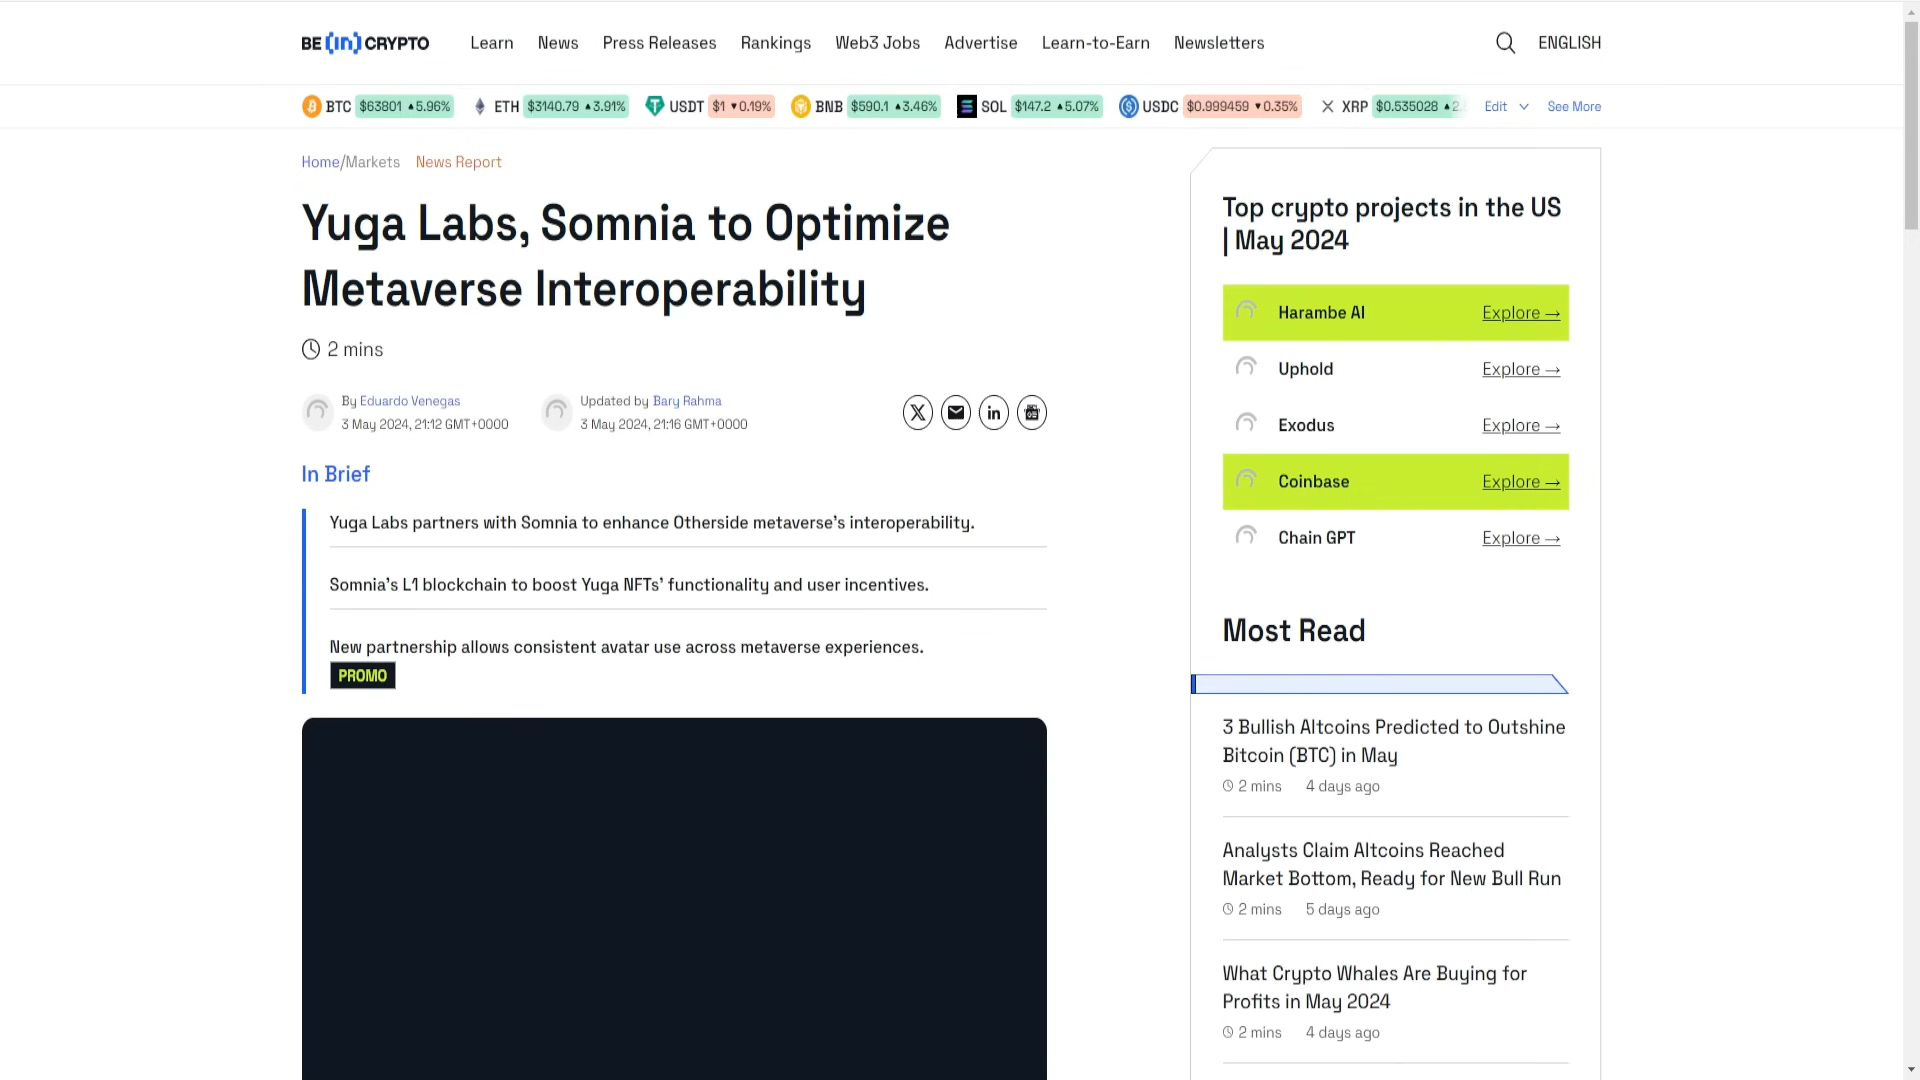 BE[in]CRYPTO Learn News Press Releases Rankings Web3 Jobs Advertise Learn-to-Earn Newsletters ENGLISH
BTC $63801 ▲5.96% ETH $3140.79 ▲3.91% USDT $1 ▼0.19% BNB $590.1 ▲3.46% SOL $147.2 ▲5.07% USDC $0.999459 ▼0.35% XRP $0.535028 ▲2. Edit See More
Home/Markets News Report
Yuga Labs, Somnia to Optimize
Metaverse Interoperability
2 mins
By Eduardo Venegas
3 May 2024, 21:12 GMT+0000
Updated by Bary Rahma
3 May 2024, 21:16 GMT+0000
In Brief
Yuga Labs partners with Somnia to enhance Otherside metaverse's interoperability.
Somnia's L1 blockchain to boost Yuga NFTs' functionality and user incentives.
New partnership allows consistent avatar use across metaverse experiences.
PROMO
Top crypto projects in the US
| May 2024
Harambe AI Explore →
Uphold Explore →
Exodus Explore →
Coinbase Explore →
Chain GPT Explore →
Most Read
3 Bullish Altcoins Predicted to Outshine
Bitcoin (BTC) in May
2 mins 4 days ago
Analysts Claim Altcoins Reached
Market Bottom, Ready for New Bull Run
2 mins 5 days ago
What Crypto Whales Are Buying for
Profits in May 2024
2 mins 4 days ago